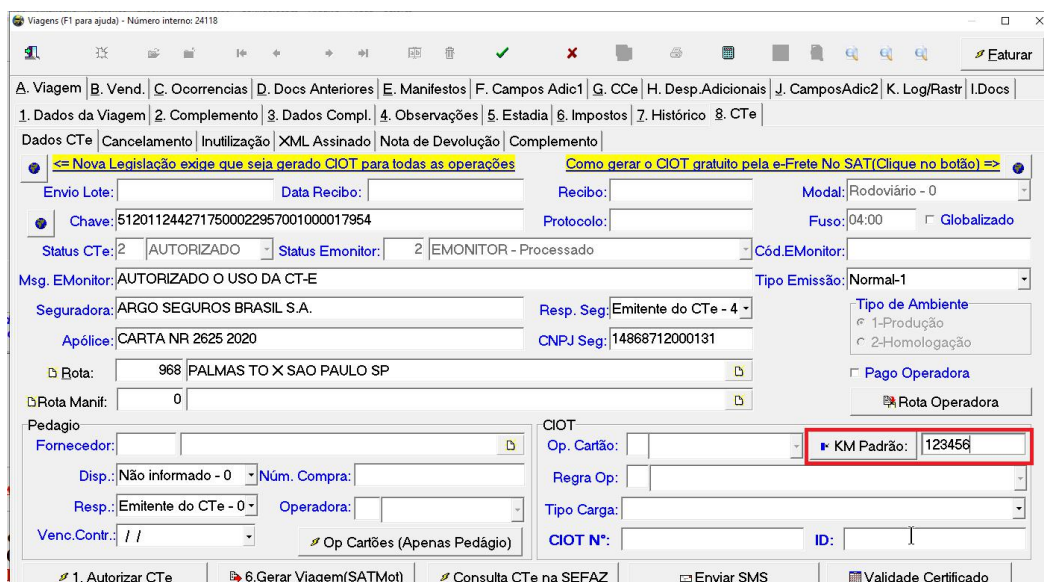 Viagens (F1 para ajuda) - Número interno: 24118
Faturar
A. Viagem B. Vend. C. Ocorrencias D. Docs Anteriores E. Manifestos F. Campos Adic1 G. CCe H. Desp.Adicionais J. CamposAdic2 K. Log/Rastr I.Docs
1. Dados da Viagem 2. Complemento 3. Dados Compl. 4. Observações 5. Estadia 6. Impostos 7. Histórico 8. CTe
Dados CTe Cancelamento Inutilização XML Assinado Nota de Devolução Complemento
<= Nova Legislação exige que seja gerado CIOT para todas as operações Como gerar o CIOT gratuito pela e-Frete No SAT(Clique no botão) =>
Envio Lote: Data Recibo: Recibo: Modal: Rodoviário - 0
Chave: 5120112442717500022957001000017954 Protocolo: Fuso: 04:00 Globalizado
Status CTe: 2 AUTORIZADO Status Emonitor: 2 EMONITOR - Processado Cód.EMonitor:
Msg. EMonitor: AUTORIZADO O USO DA CT-E Tipo Emissão: Normal-1
Seguradora: ARGO SEGUROS BRASIL S.A. Resp. Seg: Emitente do CTe - 4 Tipo de Ambiente
1-Produção
Apólice: CARTA NR 2625 2020 CNPJ Seg: 14868712000131 2-Homologação
Rota: 968 PALMAS TO X SAO PAULO SP Pago Operadora
Rota Manif: 0 Rota Operadora
Pedagio CIOT
Fornecedor: Op. Cartão: KM Padrão: 123456
Disp.: Não informado - 0 Núm. Compra: Regra Op:
Resp.: Emitente do CTe - 0 Operadora: Tipo Carga:
Venc.Contr.: / / Op Cartões (Apenas Pedágio) CIOT N°: ID:
1. Autorizar CTe 6.Gerar Viagem(SATMot) Consulta CTe na SEFAZ Enviar SMS Validade Certificado